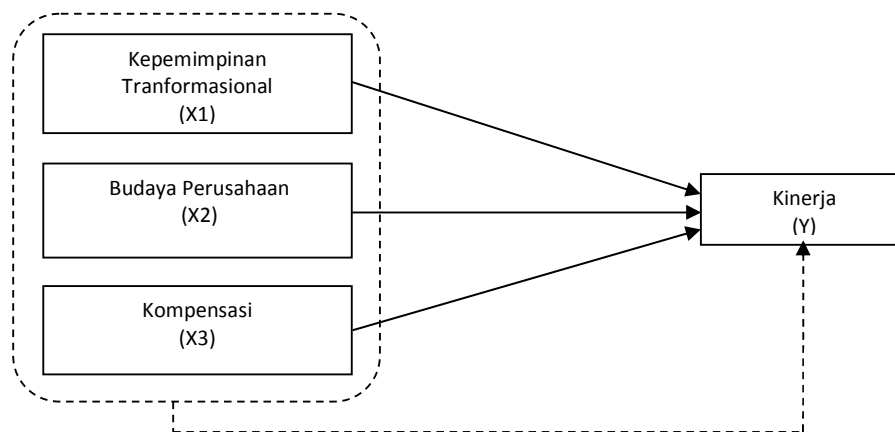 Kepemimpinan
Tranformasional
(X1)
Budaya Perusahaan
(X2)
Kompensasi
(X3)
Kinerja
(Y)